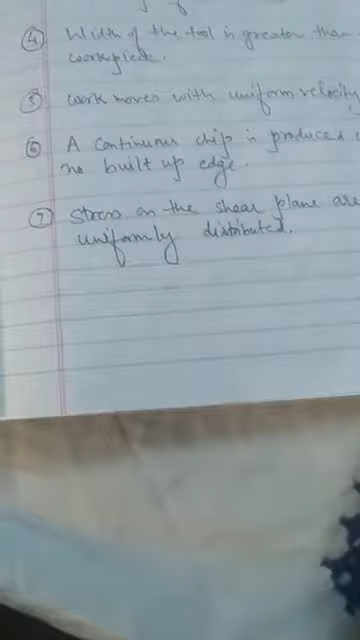 ④ Width of the tool is greater than
workpiece.
⑤ work moves with uniform velocity
⑥ A continuous chip is produced
no built up edge.
⑦ Stress on the shear plane are
uniformly distributed.